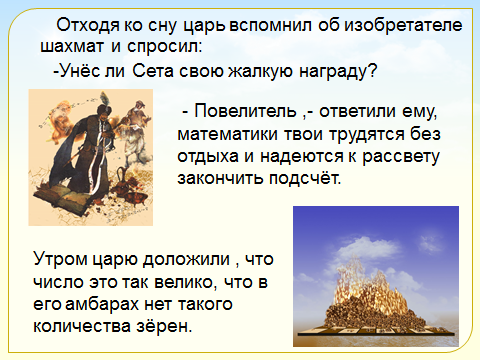 Отходя ко сну царь вспомнил об изобретателе
шахмат и спросил:
-Унёс ли Сета свою жалкую награду?
- Повелитель ,- ответили ему,
математики твои трудятся без
отдыха и надеются к рассвету
закончить подсчёт.
Утром царю доложили , что
число это так велико, что в
его амбарах нет такого
количества зёрен.